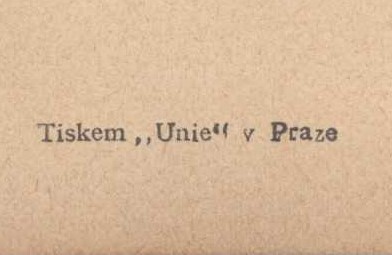 Tiskem ,,Unie“ v Praze